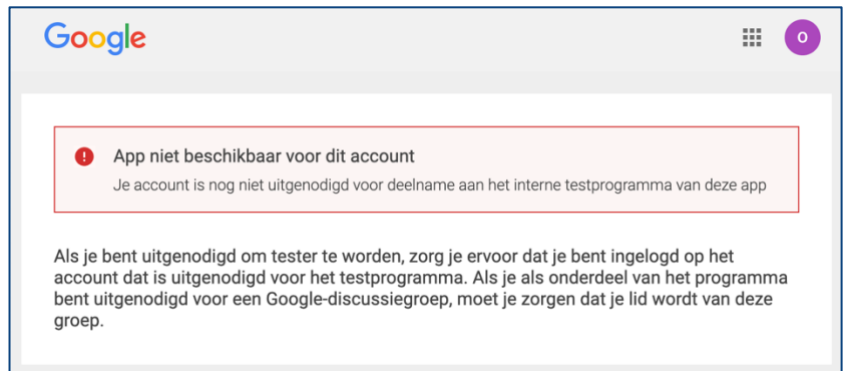 Google
O
App niet beschikbaar voor dit account
Je account is nog niet uitgenodigd voor deelname aan het interne testprogramma van deze app
Als je bent uitgenodigd om tester te worden, zorg je ervoor dat je bent ingelogd op het
account dat is uitgenodigd voor het testprogramma. Als je als onderdeel van het programma
bent uitgenodigd voor een Google-discussiegroep, moet je zorgen dat je lid wordt van deze
groep.